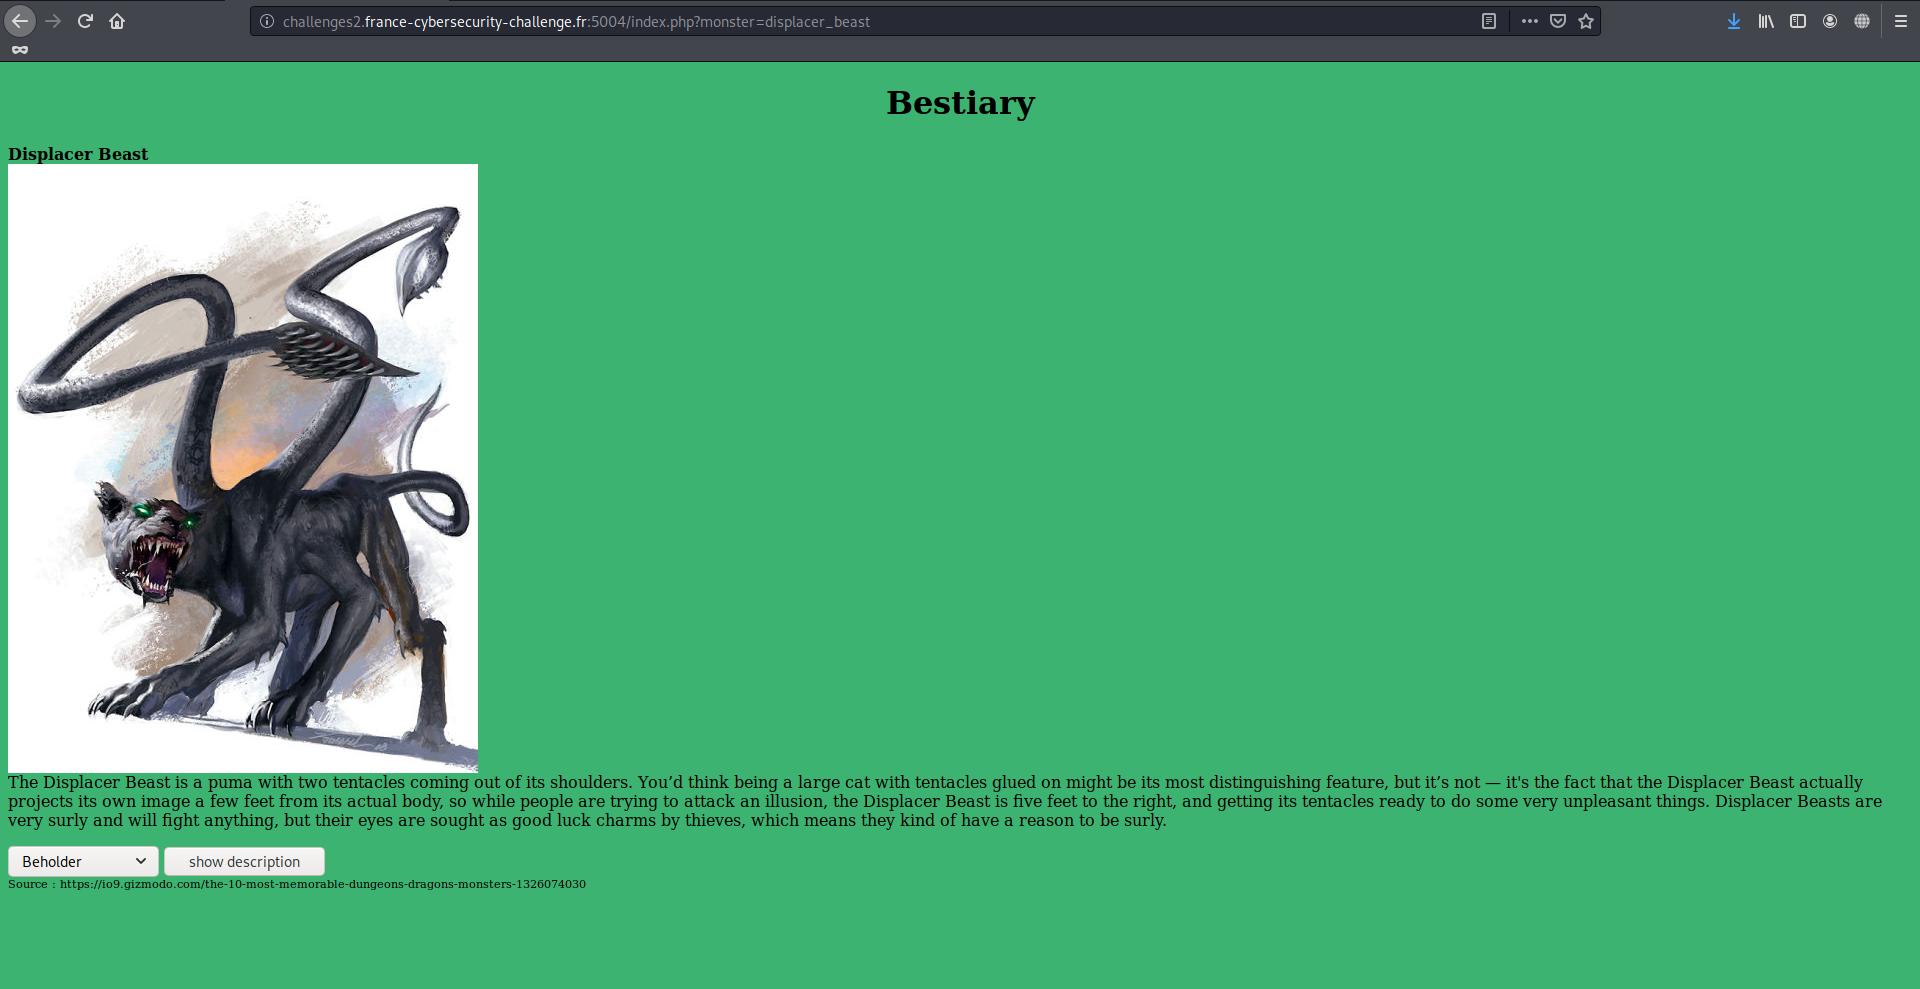 challenges2.france-cybersecurity-challenge.fr:5004/index.php?monster=displacer_beast
Bestiary
Displacer Beast
The Displacer Beast is a puma with two tentacles coming out of its shoulders. You’d think being a large cat with tentacles glued on might be its most distinguishing feature, but it’s not — it's the fact that the Displacer Beast actually
projects its own image a few feet from its actual body, so while people are trying to attack an illusion, the Displacer Beast is five feet to the right, and getting its tentacles ready to do some very unpleasant things. Displacer Beasts are
very surly and will fight anything, but their eyes are sought as good luck charms by thieves, which means they kind of have a reason to be surly.
Beholder show description
Source : https://io9.gizmodo.com/the-10-most-memorable-dungeons-dragons-monsters-1326074030